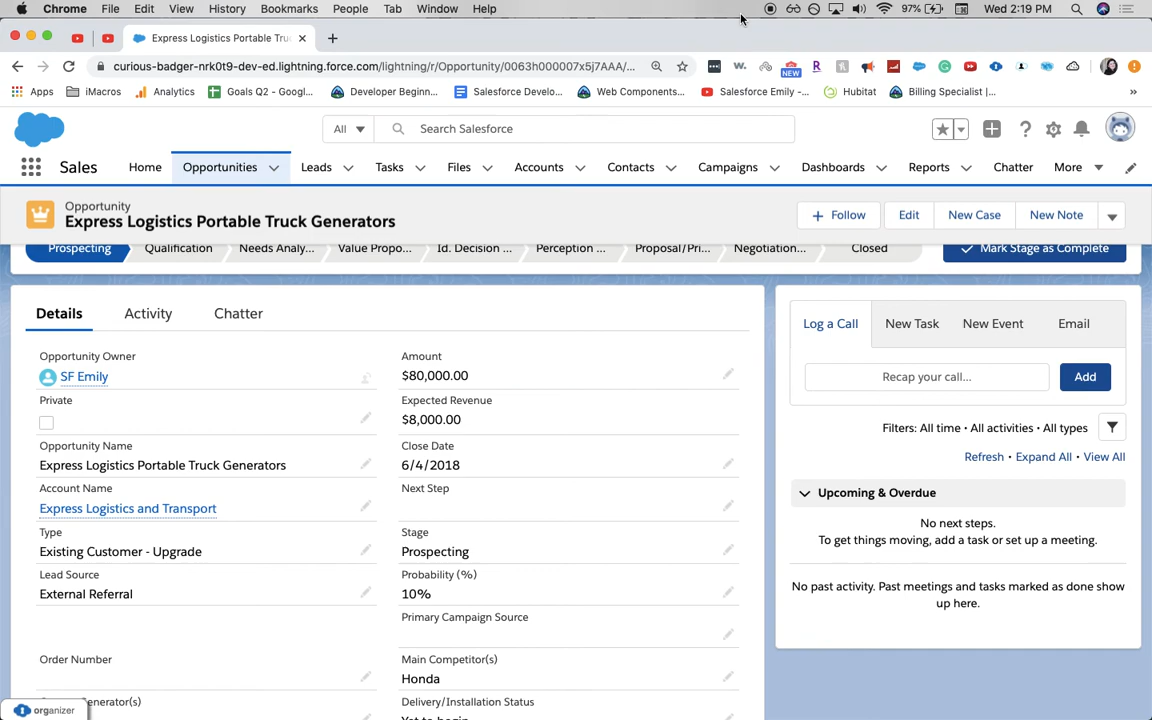 Chrome File Edit View History Bookmarks People Tab Window Help 97% Wed 2:19 PM
Express Logistics Portable Tru
curious-badger-nrk0t9-dev-ed.lightning.force.com/lightning/r/Opportunity/0063h000007x5j7AAA/...
NEW
Apps iMacros Analytics Goals Q2 - Googl... Developer Beginn... Salesforce Develo... Web Components... Salesforce Emily -... Hubitat Billing Specialist |... »
All Search Salesforce
Sales Home Opportunities Leads Tasks Files Accounts Contacts Campaigns Dashboards Reports Chatter More
Opportunity
Express Logistics Portable Truck Generators
+ Follow Edit New Case New Note
Prospecting Qualification Needs Analy... Value Propo... Id. Decision ... Perception ... Proposal/Pri... Negotiation... Closed Mark Stage as Complete
Details Activity Chatter
Opportunity Owner
SF Emily
Private
Opportunity Name
Express Logistics Portable Truck Generators
Account Name
Express Logistics and Transport
Type
Existing Customer - Upgrade
Lead Source
External Referral
Order Number
Generator(s)
Amount
$80,000.00
Expected Revenue
$8,000.00
Close Date
6/4/2018
Next Step
Stage
Prospecting
Probability (%)
10%
Primary Campaign Source
Main Competitor(s)
Honda
Delivery/Installation Status
Yet to begin
Log a Call New Task New Event Email
Recap your call... Add
Filters: All time • All activities • All types
Refresh • Expand All • View All
Upcoming & Overdue
No next steps.
To get things moving, add a task or set up a meeting.
No past activity. Past meetings and tasks marked as done show
up here.
organizer